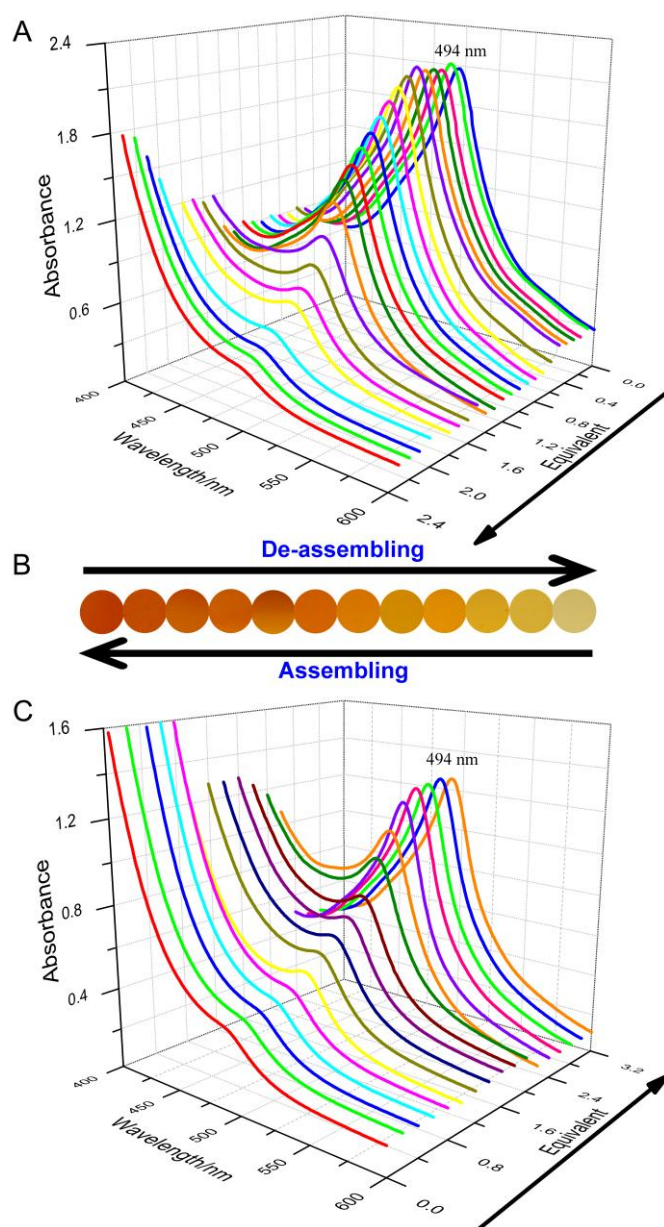 A
2.4
494 nm
1.8
Absorbance
1.2
0.6
400
450
Wavelength/nm
500
550
600
0.0
0.4
0.8
1.2
Equivalent
1.6
2.0
2.4
De-assembling
B
Assembling
C
1.6
494 nm
1.2
Absorbance
0.8
0.4
400
450
Wavelength/nm
500
550
600
3.2
2.4
Equivalent
1.6
0.8
0.0